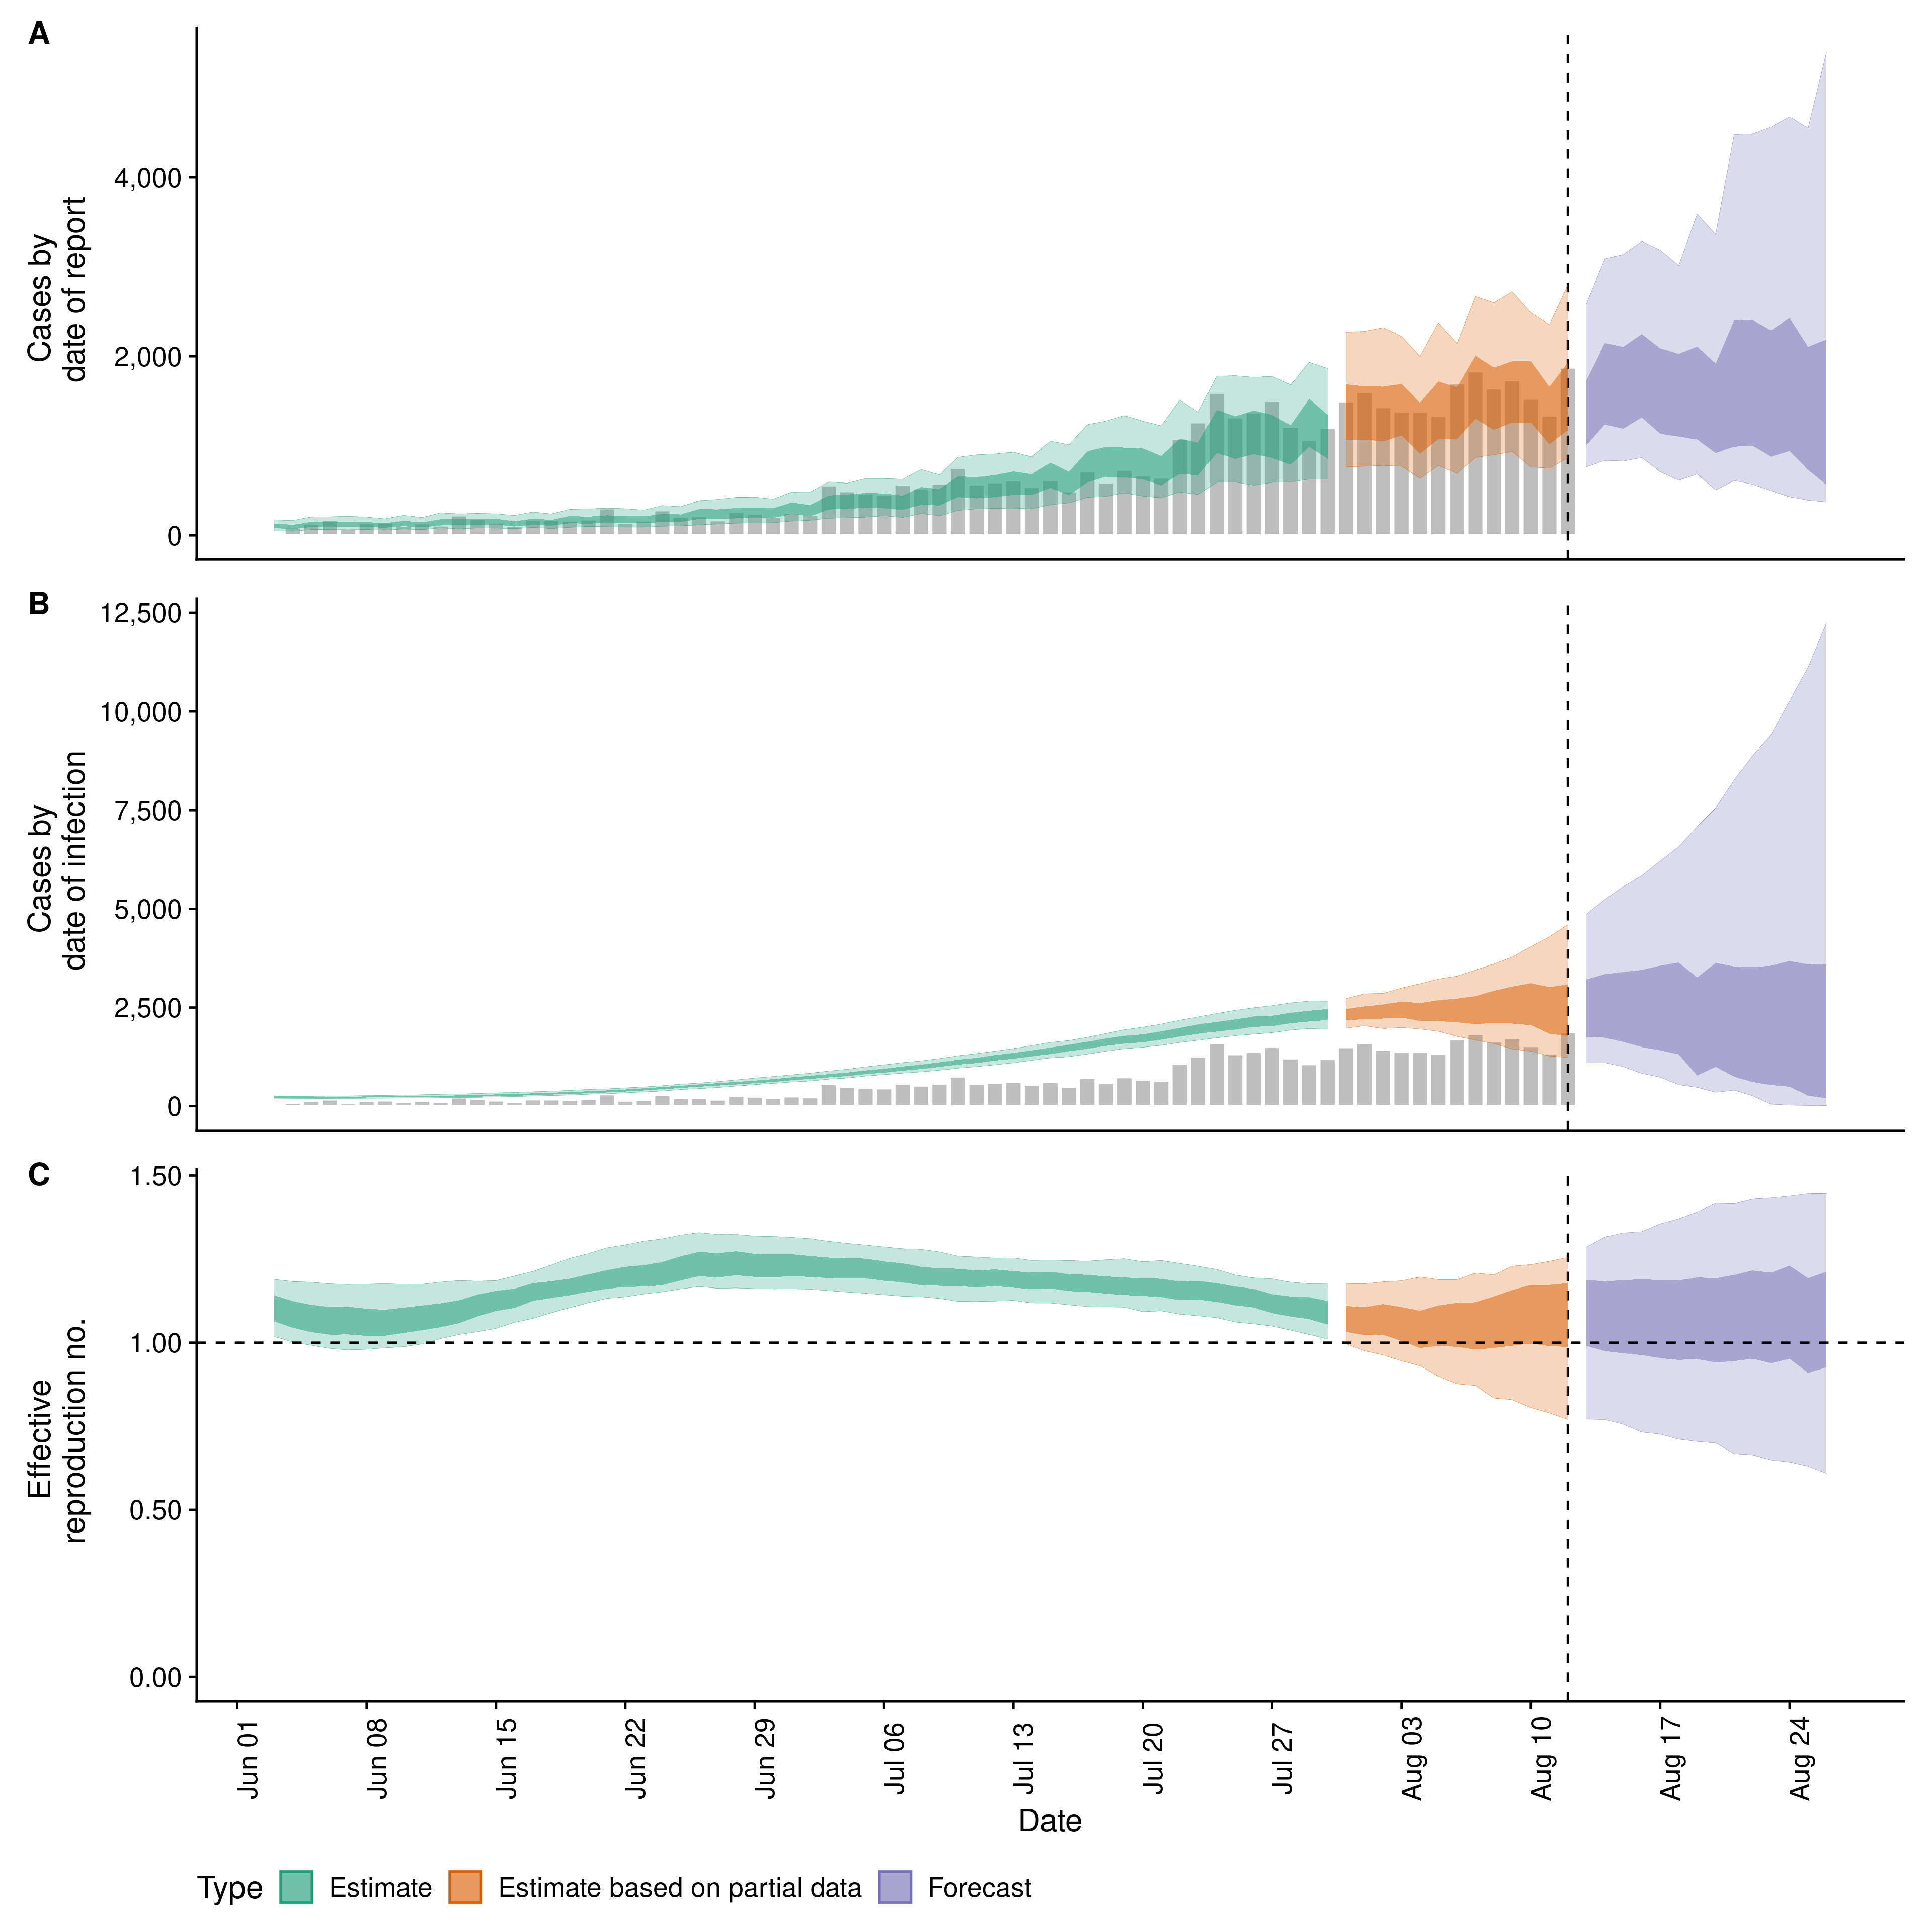 A
Cases by
date of report
4,000
2,000
0
B
Cases by
date of infection
12,500
10,000
7,500
5,000
2,500
0
C
Effective
reproduction no.
1.50
1.00
0.50
0.00
Jun 01
Jun 08
Jun 15
Jun 22
Jun 29
Jul 06
Jul 13
Jul 20
Jul 27
Aug 03
Aug 10
Aug 17
Aug 24
Date
Type Estimate Estimate based on partial data Forecast